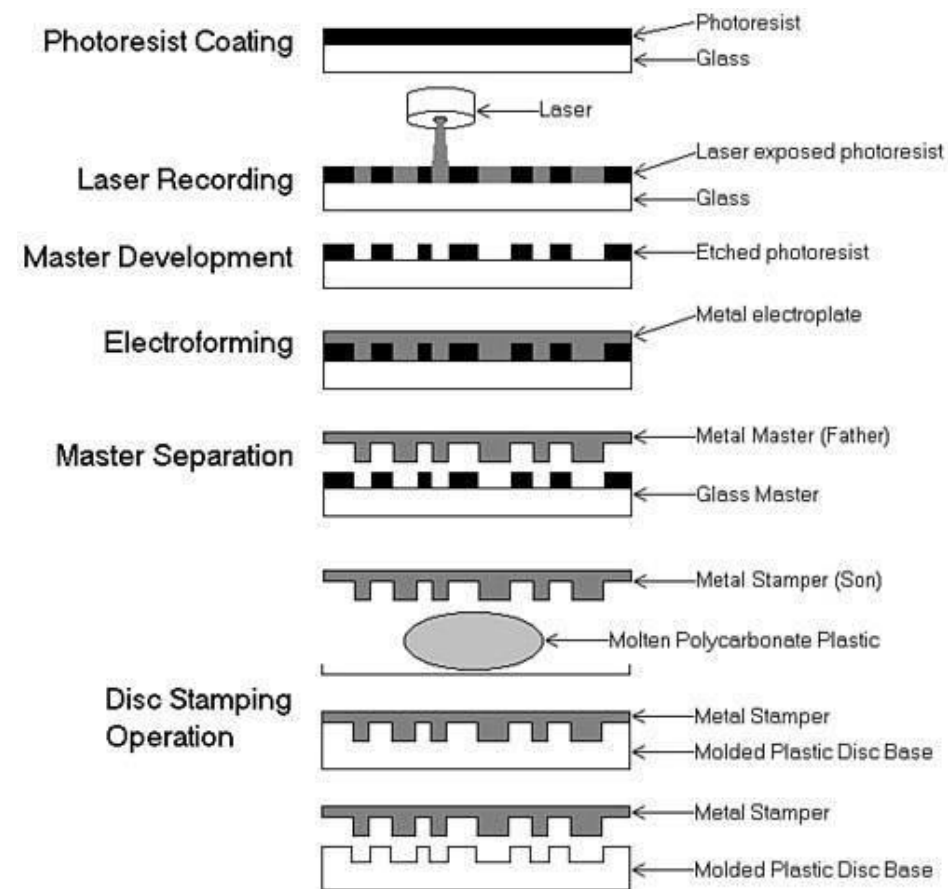 Photoresist Coating
Photoresist
Glass
Laser
Laser Recording
Laser exposed photoresist
Glass
Master Development
Etched photoresist
Electroforming
Metal electroplate
Master Separation
Metal Master (Father)
Glass Master
Metal Stamper (Son)
Molten Polycarbonate Plastic
Disc Stamping
Operation
Metal Stamper
Molded Plastic Disc Base
Metal Stamper
Molded Plastic Disc Base